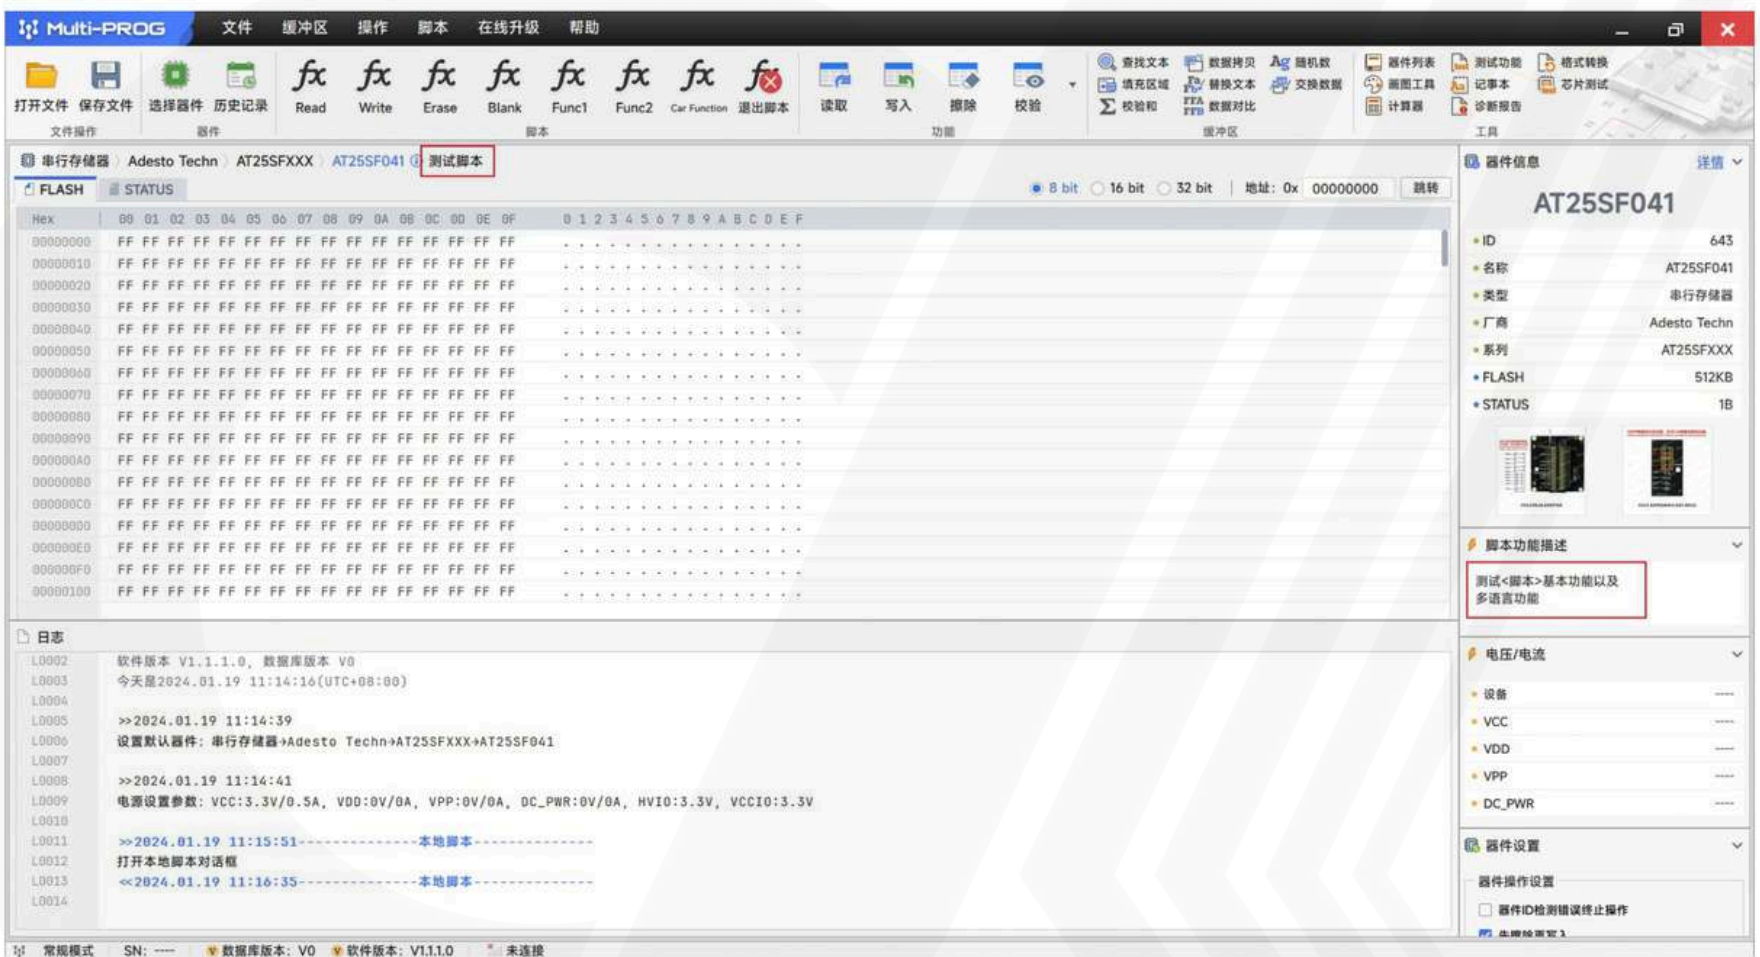 Multi-PROG 文件 缓冲区 操作 脚本 在线升级 帮助
打开文件 保存文件 选择器件 历史记录 Read Write Erase Blank Func1 Func2 Car Function 退出脚本 读取 写入 擦除 校验
查找文本 数据拷贝 随机数 器件列表 测试功能 格式转换
填充区域 替换文本 交换数据 画图工具 记事本 芯片测试
校验和 数据对比 计算器 诊断报告
文件操作 器件 脚本 功能 缓冲区 工具
串行存储器 Adesto Techn AT25SFXXX AT25SF041 测试脚本
FLASH STATUS 8 bit 16 bit 32 bit 地址: 0x 00000000 跳转
Hex 00 01 02 03 04 05 06 07 08 09 0A 0B 0C 0D 0E 0F 0 1 2 3 4 5 6 7 8 9 A B C D E F
00000000 FF FF FF FF FF FF FF FF FF FF FF FF FF FF FF FF . . . . . . . . . . . . . . . .
00000010 FF FF FF FF FF FF FF FF FF FF FF FF FF FF FF FF . . . . . . . . . . . . . . . .
00000020 FF FF FF FF FF FF FF FF FF FF FF FF FF FF FF FF . . . . . . . . . . . . . . . .
00000030 FF FF FF FF FF FF FF FF FF FF FF FF FF FF FF FF . . . . . . . . . . . . . . . .
00000040 FF FF FF FF FF FF FF FF FF FF FF FF FF FF FF FF . . . . . . . . . . . . . . . .
00000050 FF FF FF FF FF FF FF FF FF FF FF FF FF FF FF FF . . . . . . . . . . . . . . . .
00000060 FF FF FF FF FF FF FF FF FF FF FF FF FF FF FF FF . . . . . . . . . . . . . . . .
00000070 FF FF FF FF FF FF FF FF FF FF FF FF FF FF FF FF . . . . . . . . . . . . . . . .
00000080 FF FF FF FF FF FF FF FF FF FF FF FF FF FF FF FF . . . . . . . . . . . . . . . .
00000090 FF FF FF FF FF FF FF FF FF FF FF FF FF FF FF FF . . . . . . . . . . . . . . . .
000000A0 FF FF FF FF FF FF FF FF FF FF FF FF FF FF FF FF . . . . . . . . . . . . . . . .
000000B0 FF FF FF FF FF FF FF FF FF FF FF FF FF FF FF FF . . . . . . . . . . . . . . . .
000000C0 FF FF FF FF FF FF FF FF FF FF FF FF FF FF FF FF . . . . . . . . . . . . . . . .
000000D0 FF FF FF FF FF FF FF FF FF FF FF FF FF FF FF FF . . . . . . . . . . . . . . . .
000000E0 FF FF FF FF FF FF FF FF FF FF FF FF FF FF FF FF . . . . . . . . . . . . . . . .
000000F0 FF FF FF FF FF FF FF FF FF FF FF FF FF FF FF FF . . . . . . . . . . . . . . . .
00000100 FF FF FF FF FF FF FF FF FF FF FF FF FF FF FF FF . . . . . . . . . . . . . . . .
日志
L0002 软件版本 V1.1.1.0, 数据库版本 V0
L0003 今天是2024.01.19 11:14:16(UTC+08:00)
L0004
L0005 >>2024.01.19 11:14:39
L0006 设置默认器件: 串行存储器→Adesto Techn→AT25SFXXX→AT25SF041
L0007
L0008 >>2024.01.19 11:14:41
L0009 电源设置参数: VCC:3.3V/0.5A, VDD:0V/0A, VPP:0V/0A, DC_PWR:0V/0A, HVIO:3.3V, VCCIO:3.3V
L0010
L0011 >>2024.01.19 11:15:51--------------本地脚本--------------
L0012 打开本地脚本对话框
L0013 <<2024.01.19 11:16:35--------------本地脚本--------------
L0014
器件信息 详情
AT25SF041
ID 643
名称 AT25SF041
类型 串行存储器
厂商 Adesto Techn
系列 AT25SFXXX
FLASH 512KB
STATUS 1B
脚本功能描述
测试<脚本>基本功能以及
多语言功能
电压/电流
设备 ----
VCC ----
VDD ----
VPP ----
DC_PWR ----
器件设置
器件操作设置
器件ID检测错误终止操作
先擦除再写入
常规模式 SN: ---- 数据库版本: V0 软件版本: V1.1.1.0 未连接